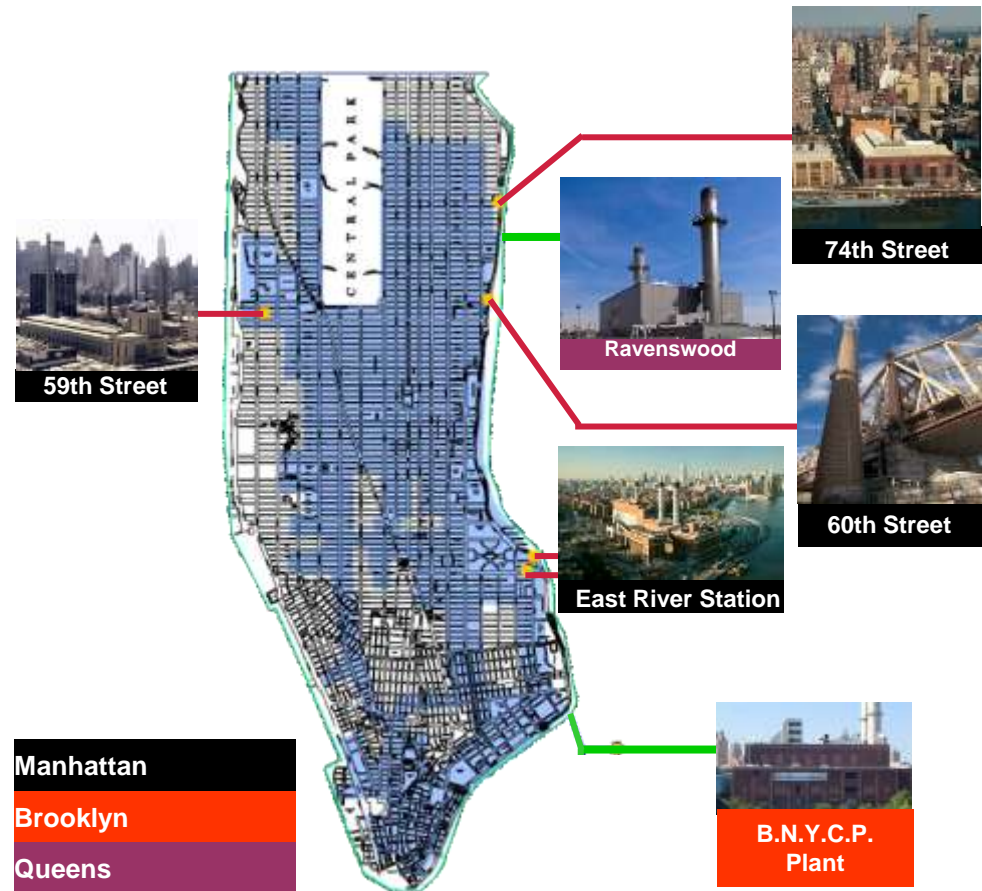 CENTRAL PARK
74th Street
Ravenswood
59th Street
60th Street
East River Station
Manhattan
Brooklyn
Queens
B.N.Y.C.P.
Plant